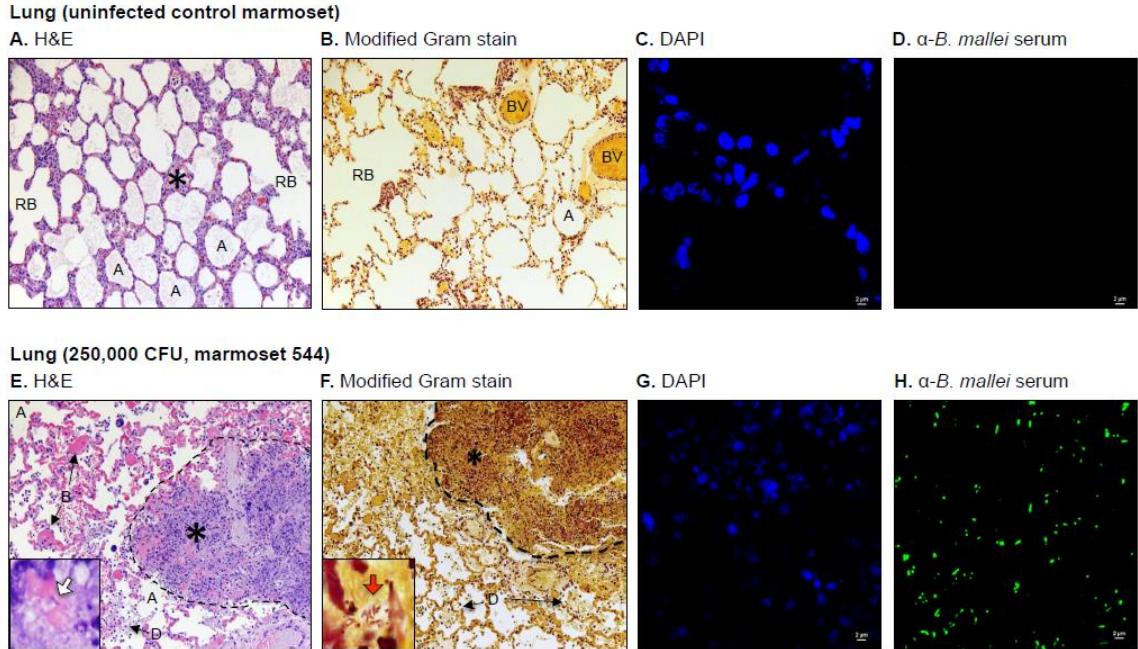 Lung (uninfected control marmoset)
A. H&E B. Modified Gram stain C. DAPI D. α-B. mallei serum
BV
BV
RB
RB
RB
A
A
A
A
*
2 µm
2 µm
Lung (250,000 CFU, marmoset 544)
E. H&E F. Modified Gram stain G. DAPI H. α-B. mallei serum
A
B
*
*
A
D
D
2 µm
2 µm